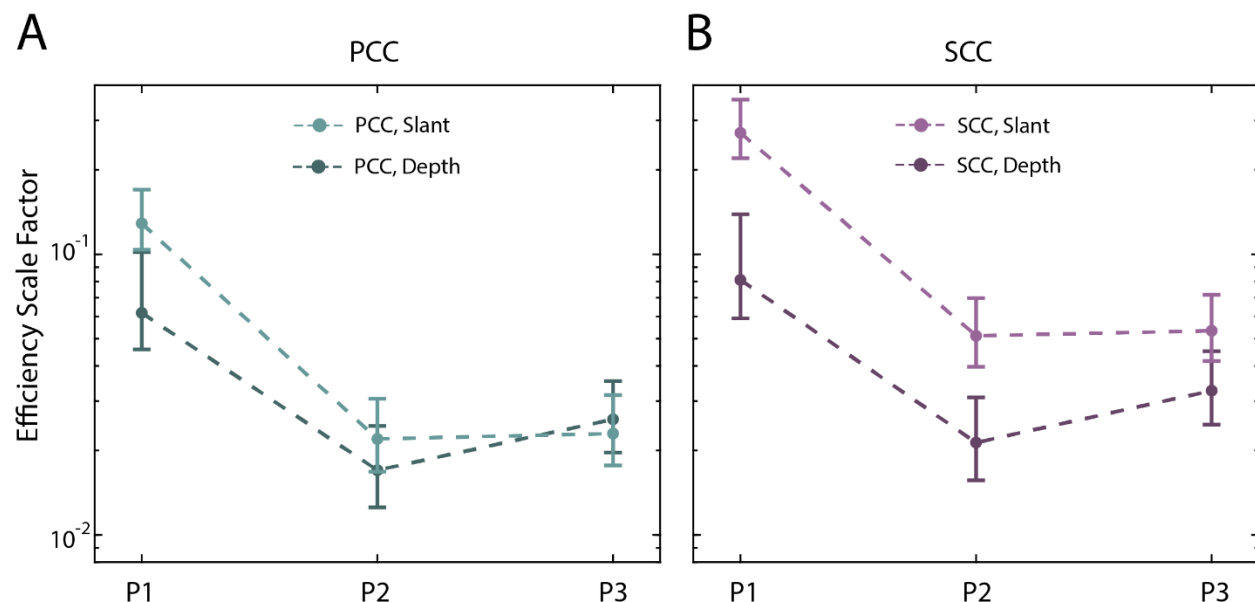 A
PCC
PCC, Slant
PCC, Depth
Efficiency Scale Factor
10-1
10-2
P1
P2
P3
B
SCC
SCC, Slant
SCC, Depth
P1
P2
P3